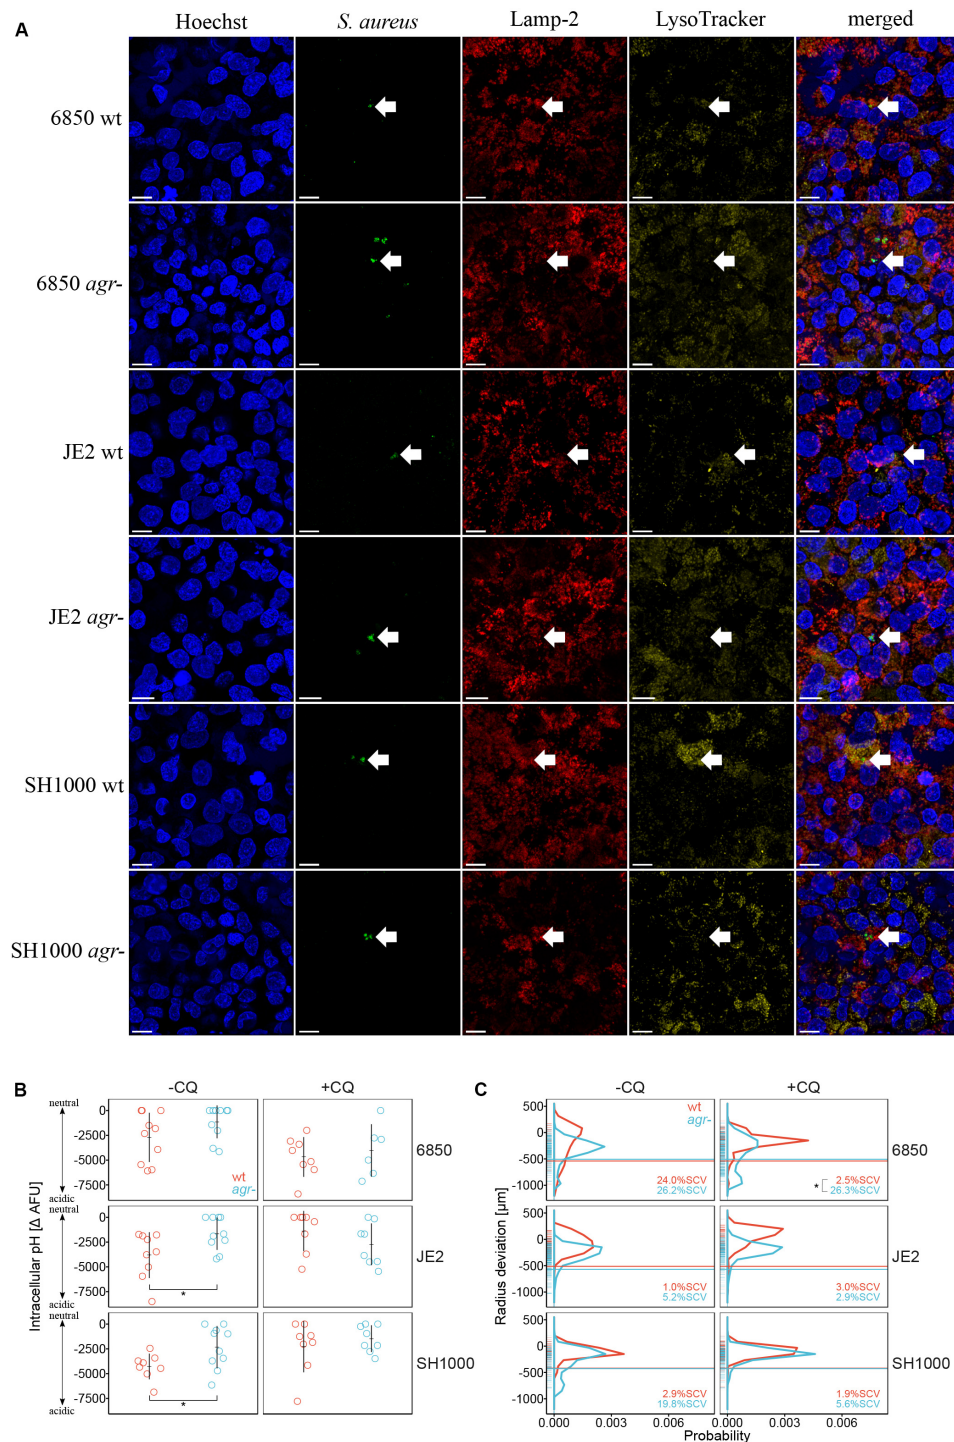 A
Hoechst S. aureus Lamp-2 LysoTracker merged
6850 wt
6850 agr-
JE2 wt
JE2 agr-
SH1000 wt
SH1000 agr-
B
-CQ +CQ
Intracellular pH [Δ AFU]
neutral
0
-2500
-5000
-7500
acidic
wt
agr-
6850
neutral
0
-2500
-5000
-7500
acidic
*
JE2
neutral
0
-2500
-5000
-7500
acidic
*
SH1000
C
-CQ +CQ
Radius deviation [µm]
500
0
-500
-1000
wt
agr-
24.0%SCV
26.2%SCV
*
2.5%SCV
26.3%SCV
6850
500
0
-500
-1000
1.0%SCV
5.2%SCV
3.0%SCV
2.9%SCV
JE2
500
0
-500
-1000
2.9%SCV
19.8%SCV
1.9%SCV
5.6%SCV
SH1000
0.000 0.003 0.006 0.000 0.003 0.006
Probability